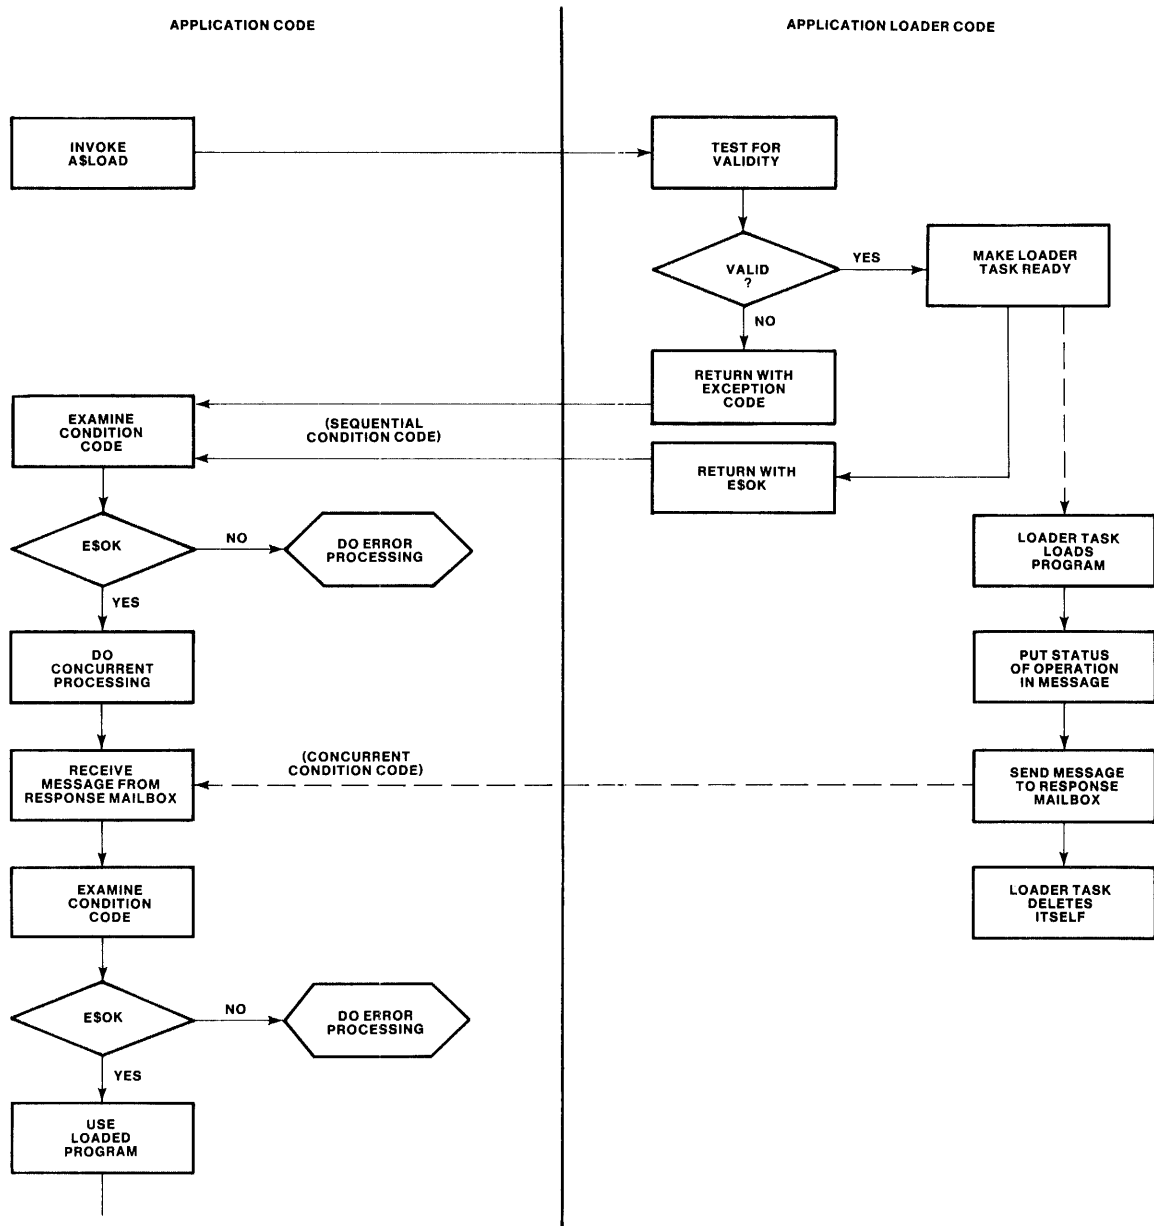 APPLICATION CODE
APPLICATION LOADER CODE
INVOKE
A$LOAD
TEST FOR
VALIDITY
VALID
?
YES
MAKE LOADER
TASK READY
NO
RETURN WITH
EXCEPTION
CODE
EXAMINE
CONDITION
CODE
(SEQUENTIAL
CONDITION CODE)
RETURN WITH
E$OK
E$OK
NO
DO ERROR
PROCESSING
YES
LOADER TASK
LOADS
PROGRAM
DO
CONCURRENT
PROCESSING
PUT STATUS
OF OPERATION
IN MESSAGE
RECEIVE
MESSAGE FROM
RESPONSE MAILBOX
(CONCURRENT
CONDITION CODE)
SEND MESSAGE
TO RESPONSE
MAILBOX
EXAMINE
CONDITION
CODE
LOADER TASK
DELETES
ITSELF
E$OK
NO
DO ERROR
PROCESSING
YES
USE
LOADED
PROGRAM